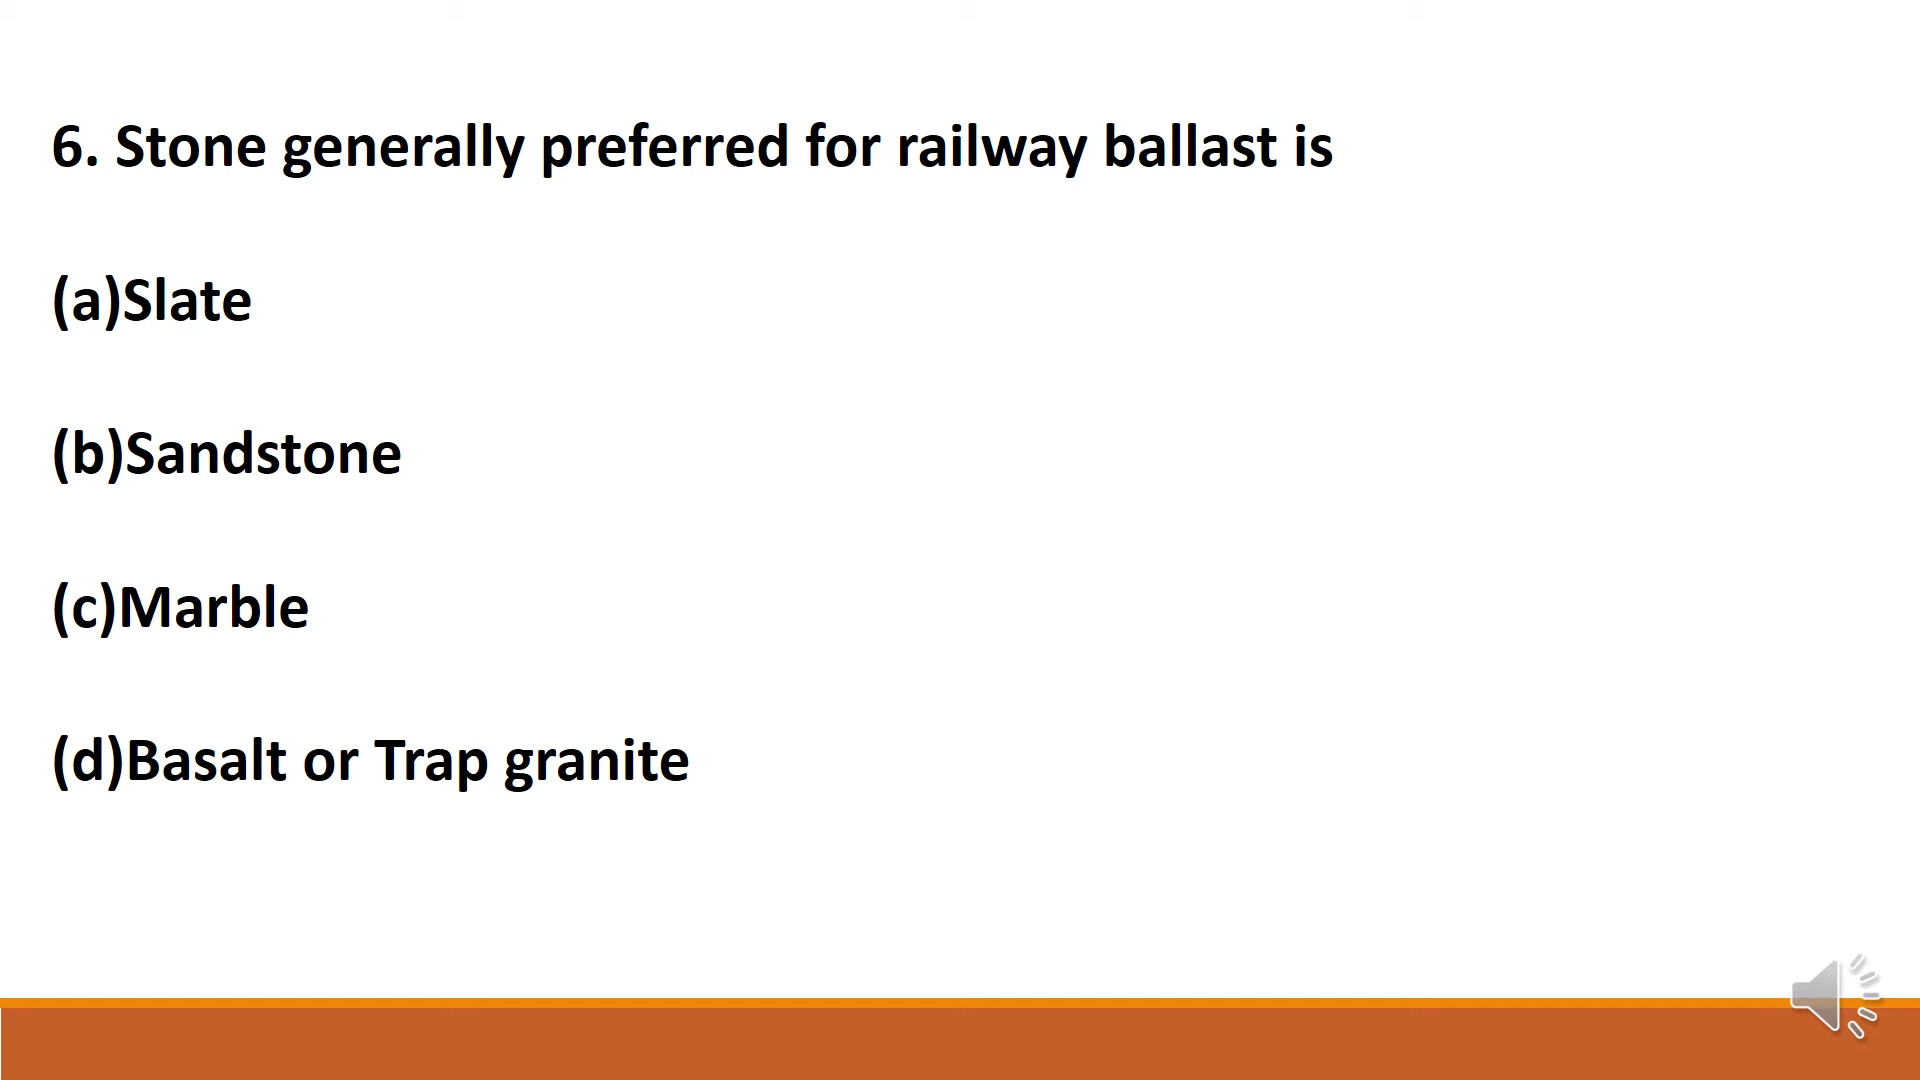 6. Stone generally preferred for railway ballast is
(a)Slate
(b)Sandstone
(c)Marble
(d)Basalt or Trap granite